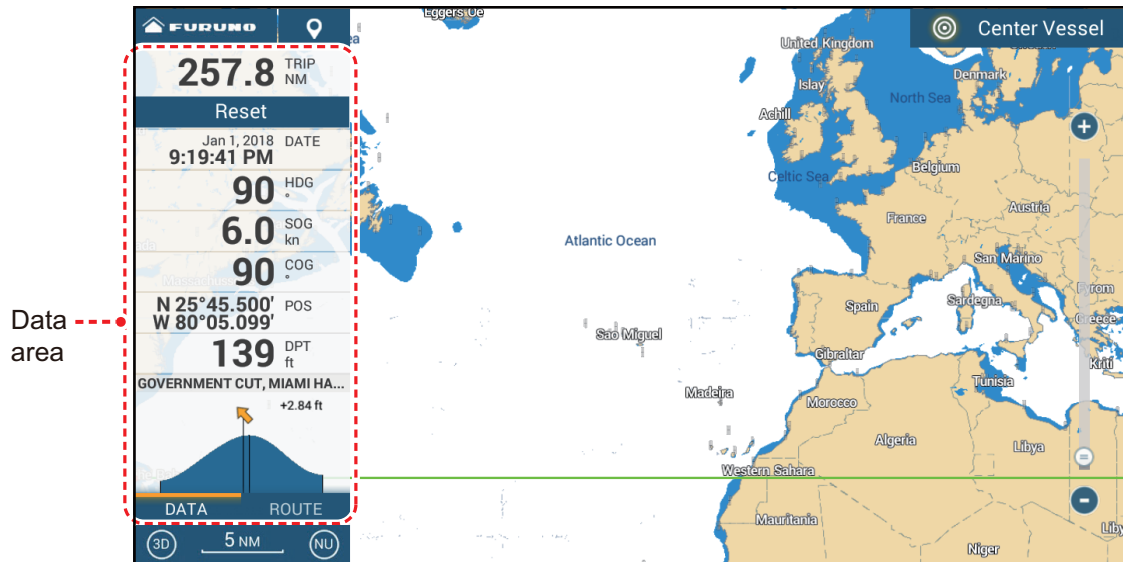 FURUNO
257.8 TRIP NM
Reset
Jan 1, 2018 DATE
9:19:41 PM
90 HDG °
6.0 SOG kn
90 COG °
N 25°45.500' POS
W 80°05.099'
139 DPT ft
GOVERNMENT CUT, MIAMI HA...
+2.84 ft
DATA ROUTE
3D 5 NM NU
Data
area
Eggers Oe
Center Vessel
United Kingdom
Denmark
Islay
North Sea
Achill
Belgium
Celtic Sea
France
Austria
Atlantic Ocean
San Marino
Spain
Sardegna
Fyrom
Greece
Sao Miguel
Gibraltar
Kriti
Tunisia
Madeira
Morocco
Algeria
Libya
Western Sahara
Mauritania
Niger